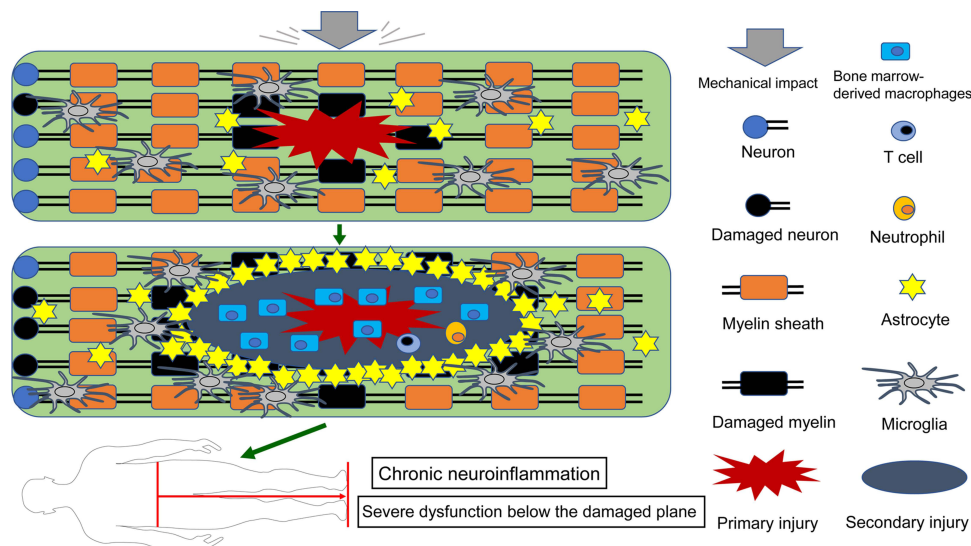 Mechanical impact
Bone marrow-
derived macrophages
Neuron
T cell
Damaged neuron
Neutrophil
Myelin sheath
Astrocyte
Damaged myelin
Microglia
Primary injury
Secondary injury
Chronic neuroinflammation
Severe dysfunction below the damaged plane